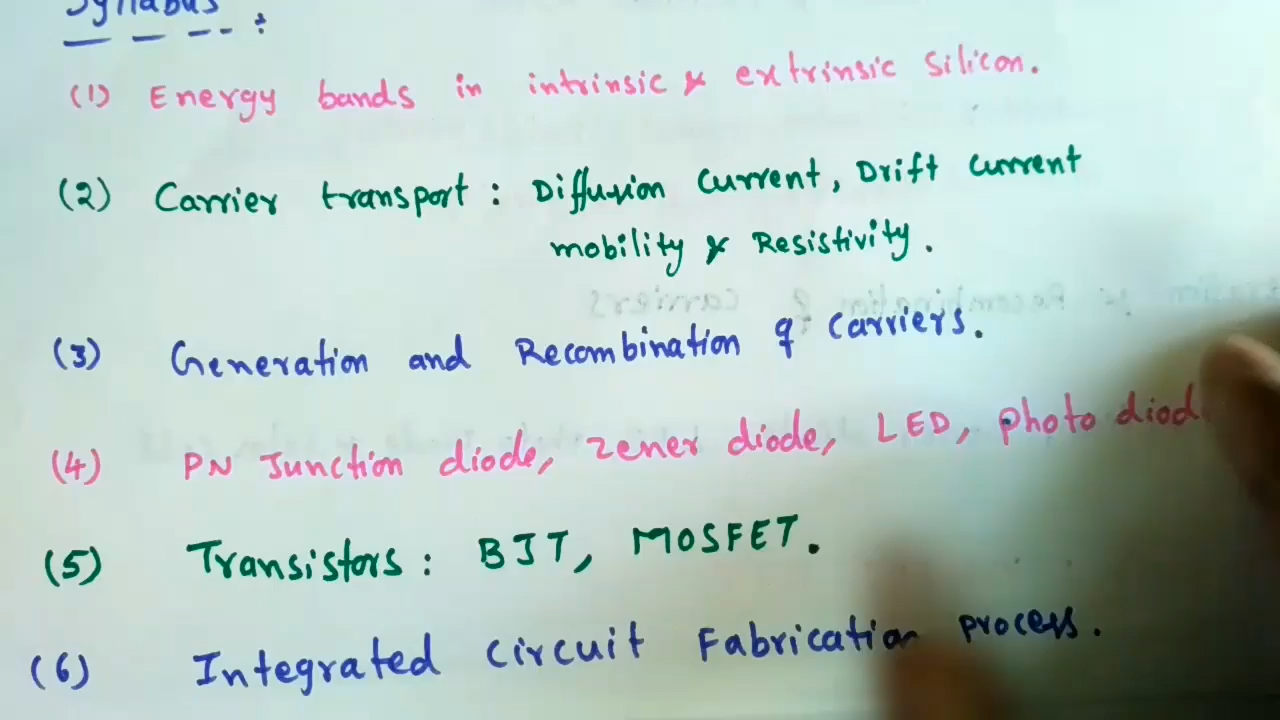 Syllabus :
(1) Energy bands in intrinsic & extrinsic Silicon.
(2) Carrier transport : Diffusion Current, Drift current
mobility & Resistivity.
(3) Generation and Recombination of carriers.
(4) PN Junction diode, zener diode, LED, photo diod
(5) Transistors : BJT, MOSFET.
(6) Integrated circuit Fabrication process.